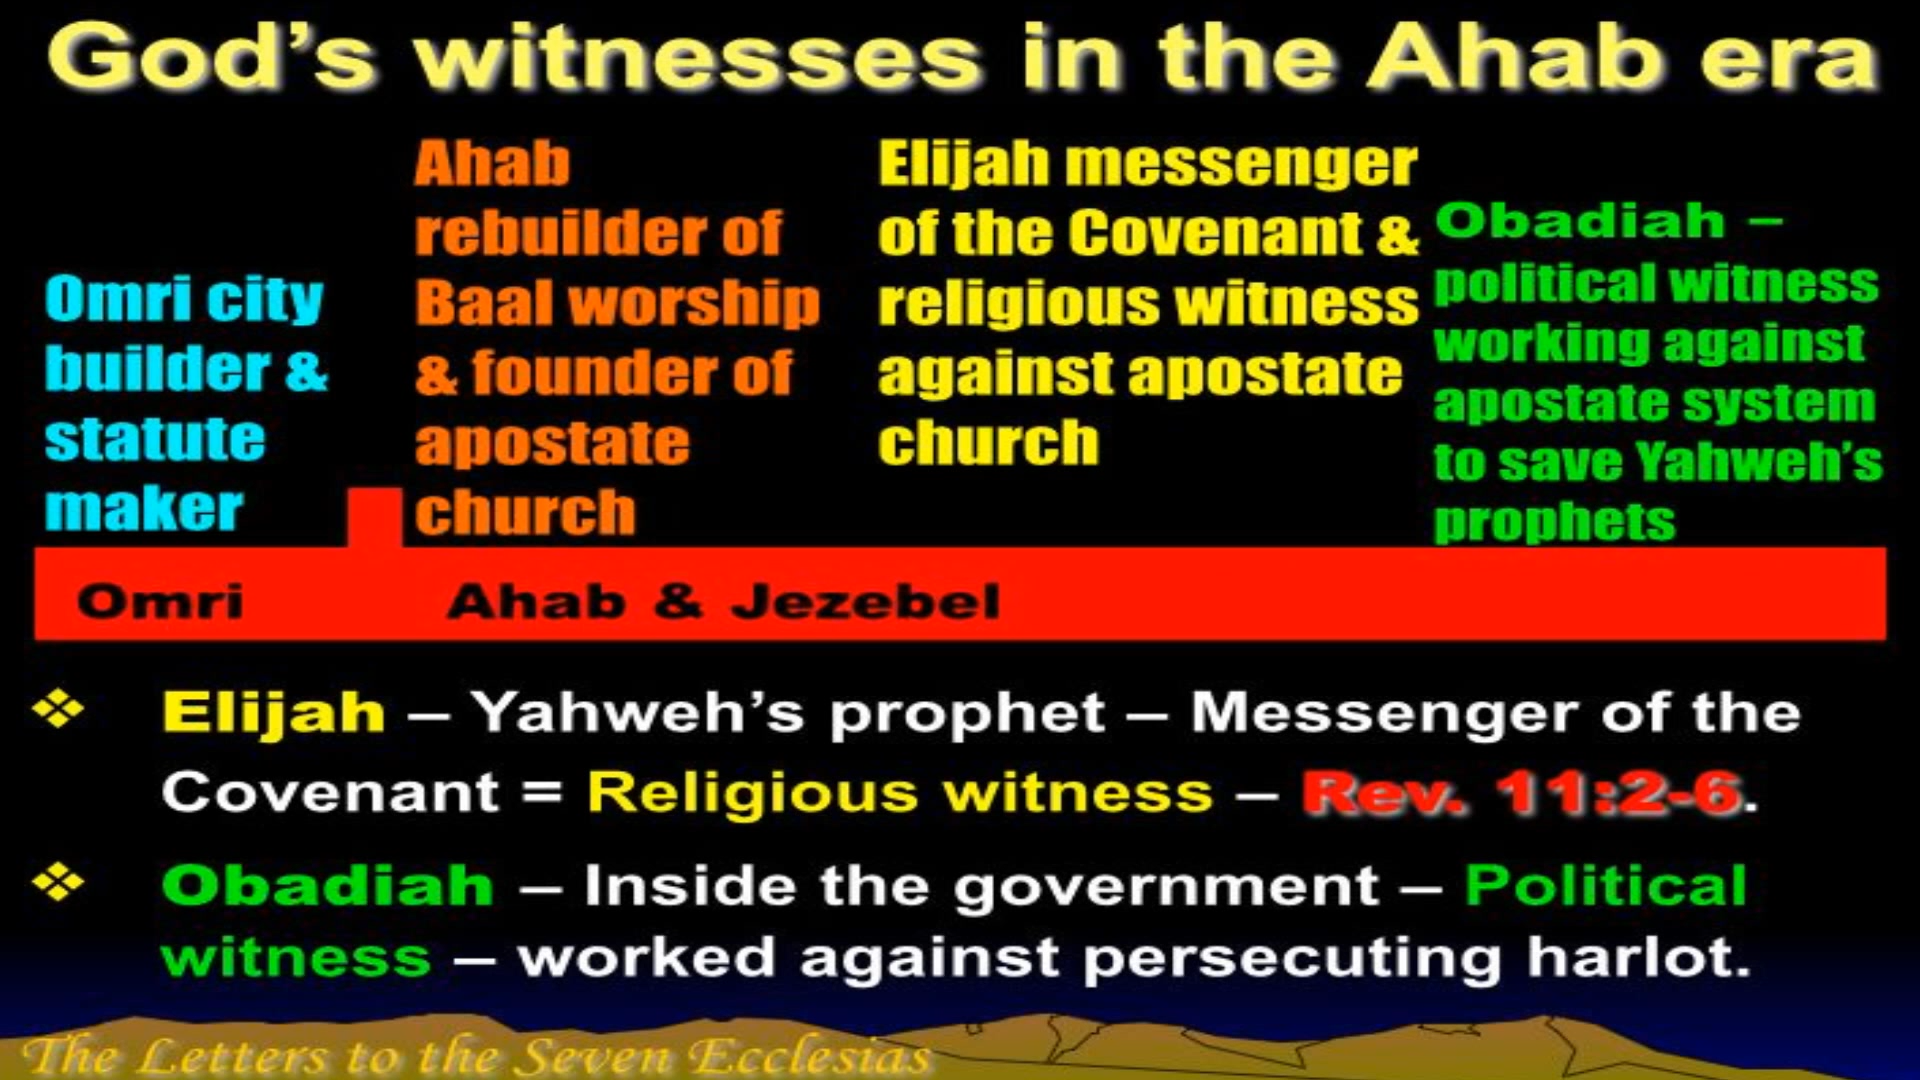 God’s witnesses in the Ahab era
Omri city
builder &
statute
maker
Ahab
rebuilder of
Baal worship
& founder of
apostate
church
Elijah messenger
of the Covenant &
religious witness
against apostate
church
Obadiah –
political witness
working against
apostate system
to save Yahweh’s
prophets
Omri
Ahab & Jezebel
Elijah – Yahweh’s prophet – Messenger of the
Covenant = Religious witness – Rev. 11:2-6.
Obadiah – Inside the government – Political
witness – worked against persecuting harlot.
The Letters to the Seven Ecclesias